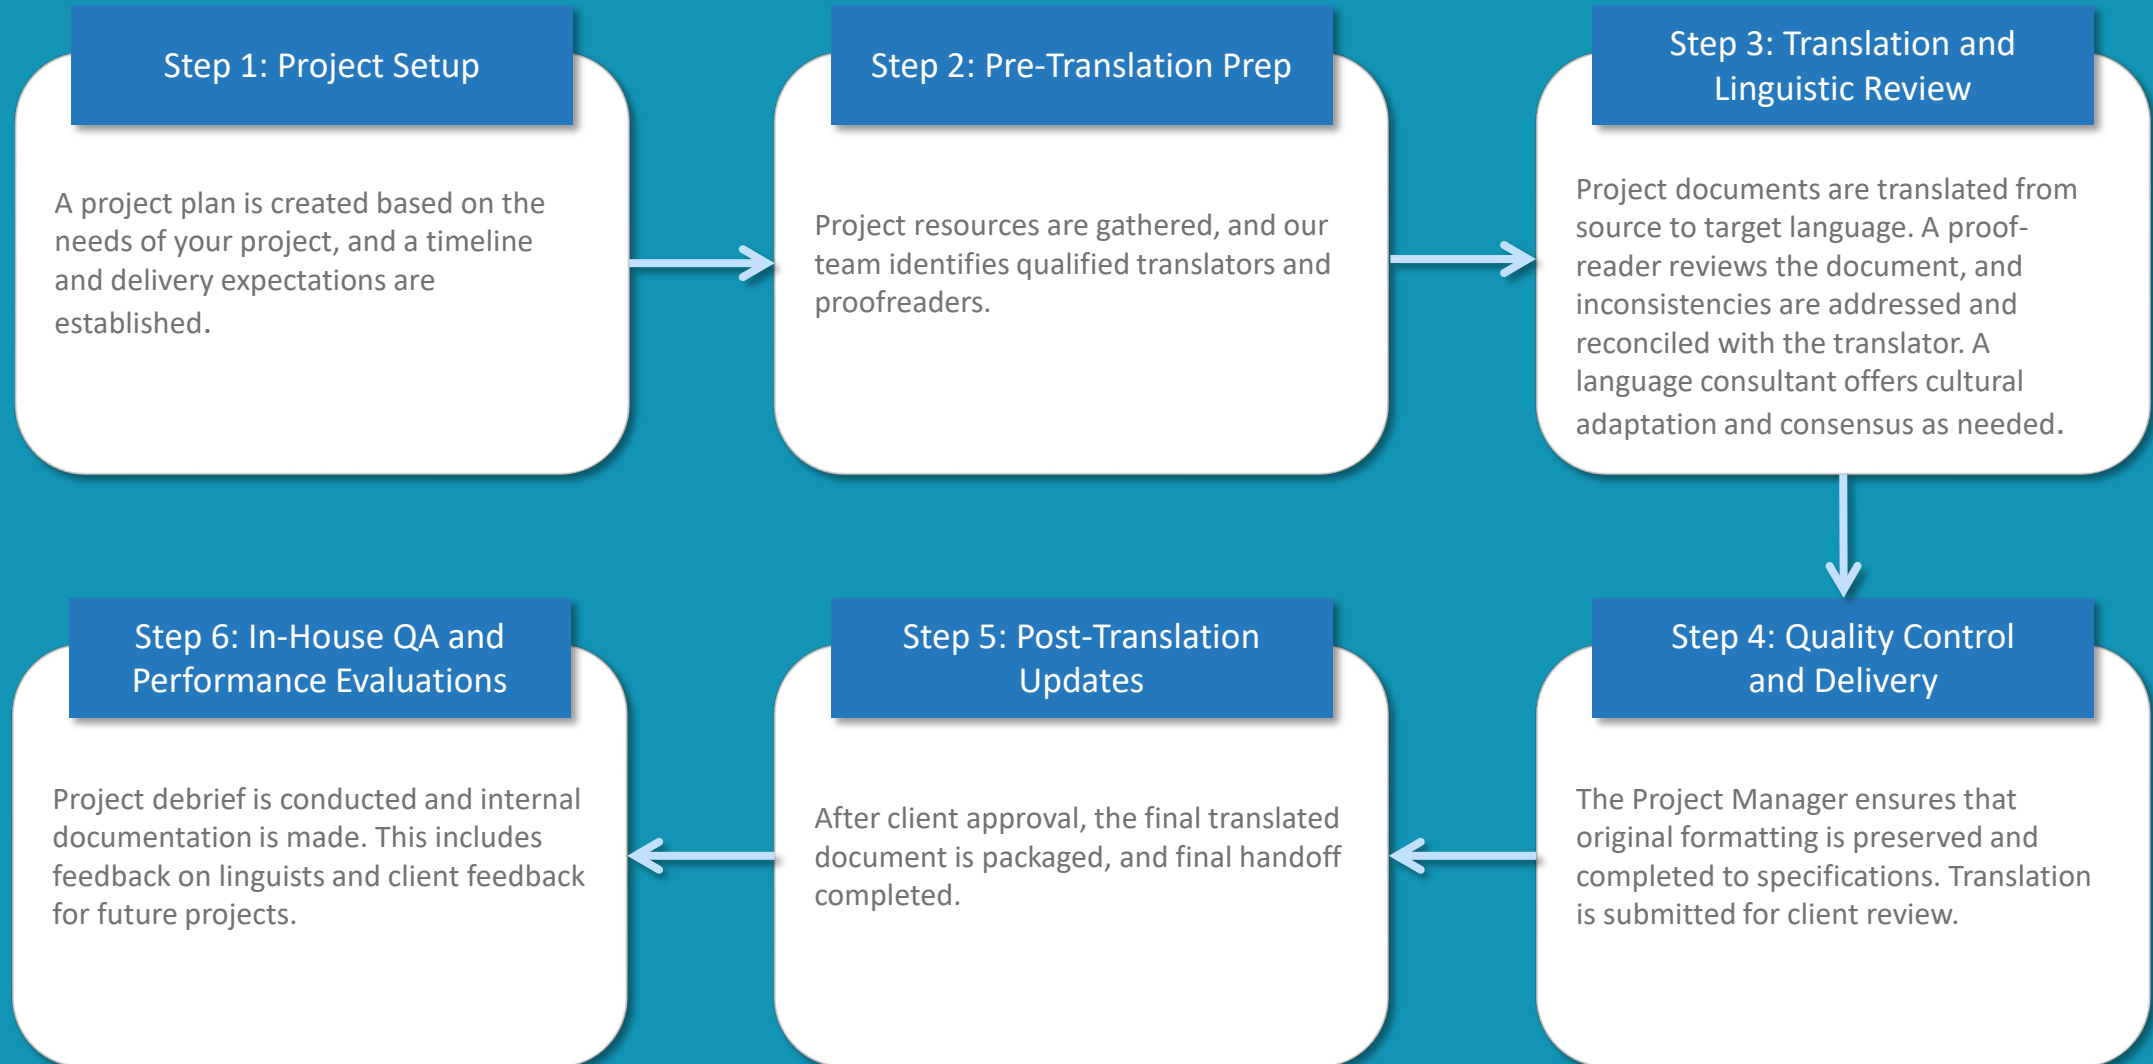 Step 1: Project Setup
A project plan is created based on the
needs of your project, and a timeline
and delivery expectations are
established.
Step 2: Pre-Translation Prep
Project resources are gathered, and our
team identifies qualified translators and
proofreaders.
Step 3: Translation and
Linguistic Review
Project documents are translated from
source to target language. A proof-
reader reviews the document, and
inconsistencies are addressed and
reconciled with the translator. A
language consultant offers cultural
adaptation and consensus as needed.
Step 4: Quality Control
and Delivery
The Project Manager ensures that
original formatting is preserved and
completed to specifications. Translation
is submitted for client review.
Step 5: Post-Translation
Updates
After client approval, the final translated
document is packaged, and final handoff
completed.
Step 6: In-House QA and
Performance Evaluations
Project debrief is conducted and internal
documentation is made. This includes
feedback on linguists and client feedback
for future projects.